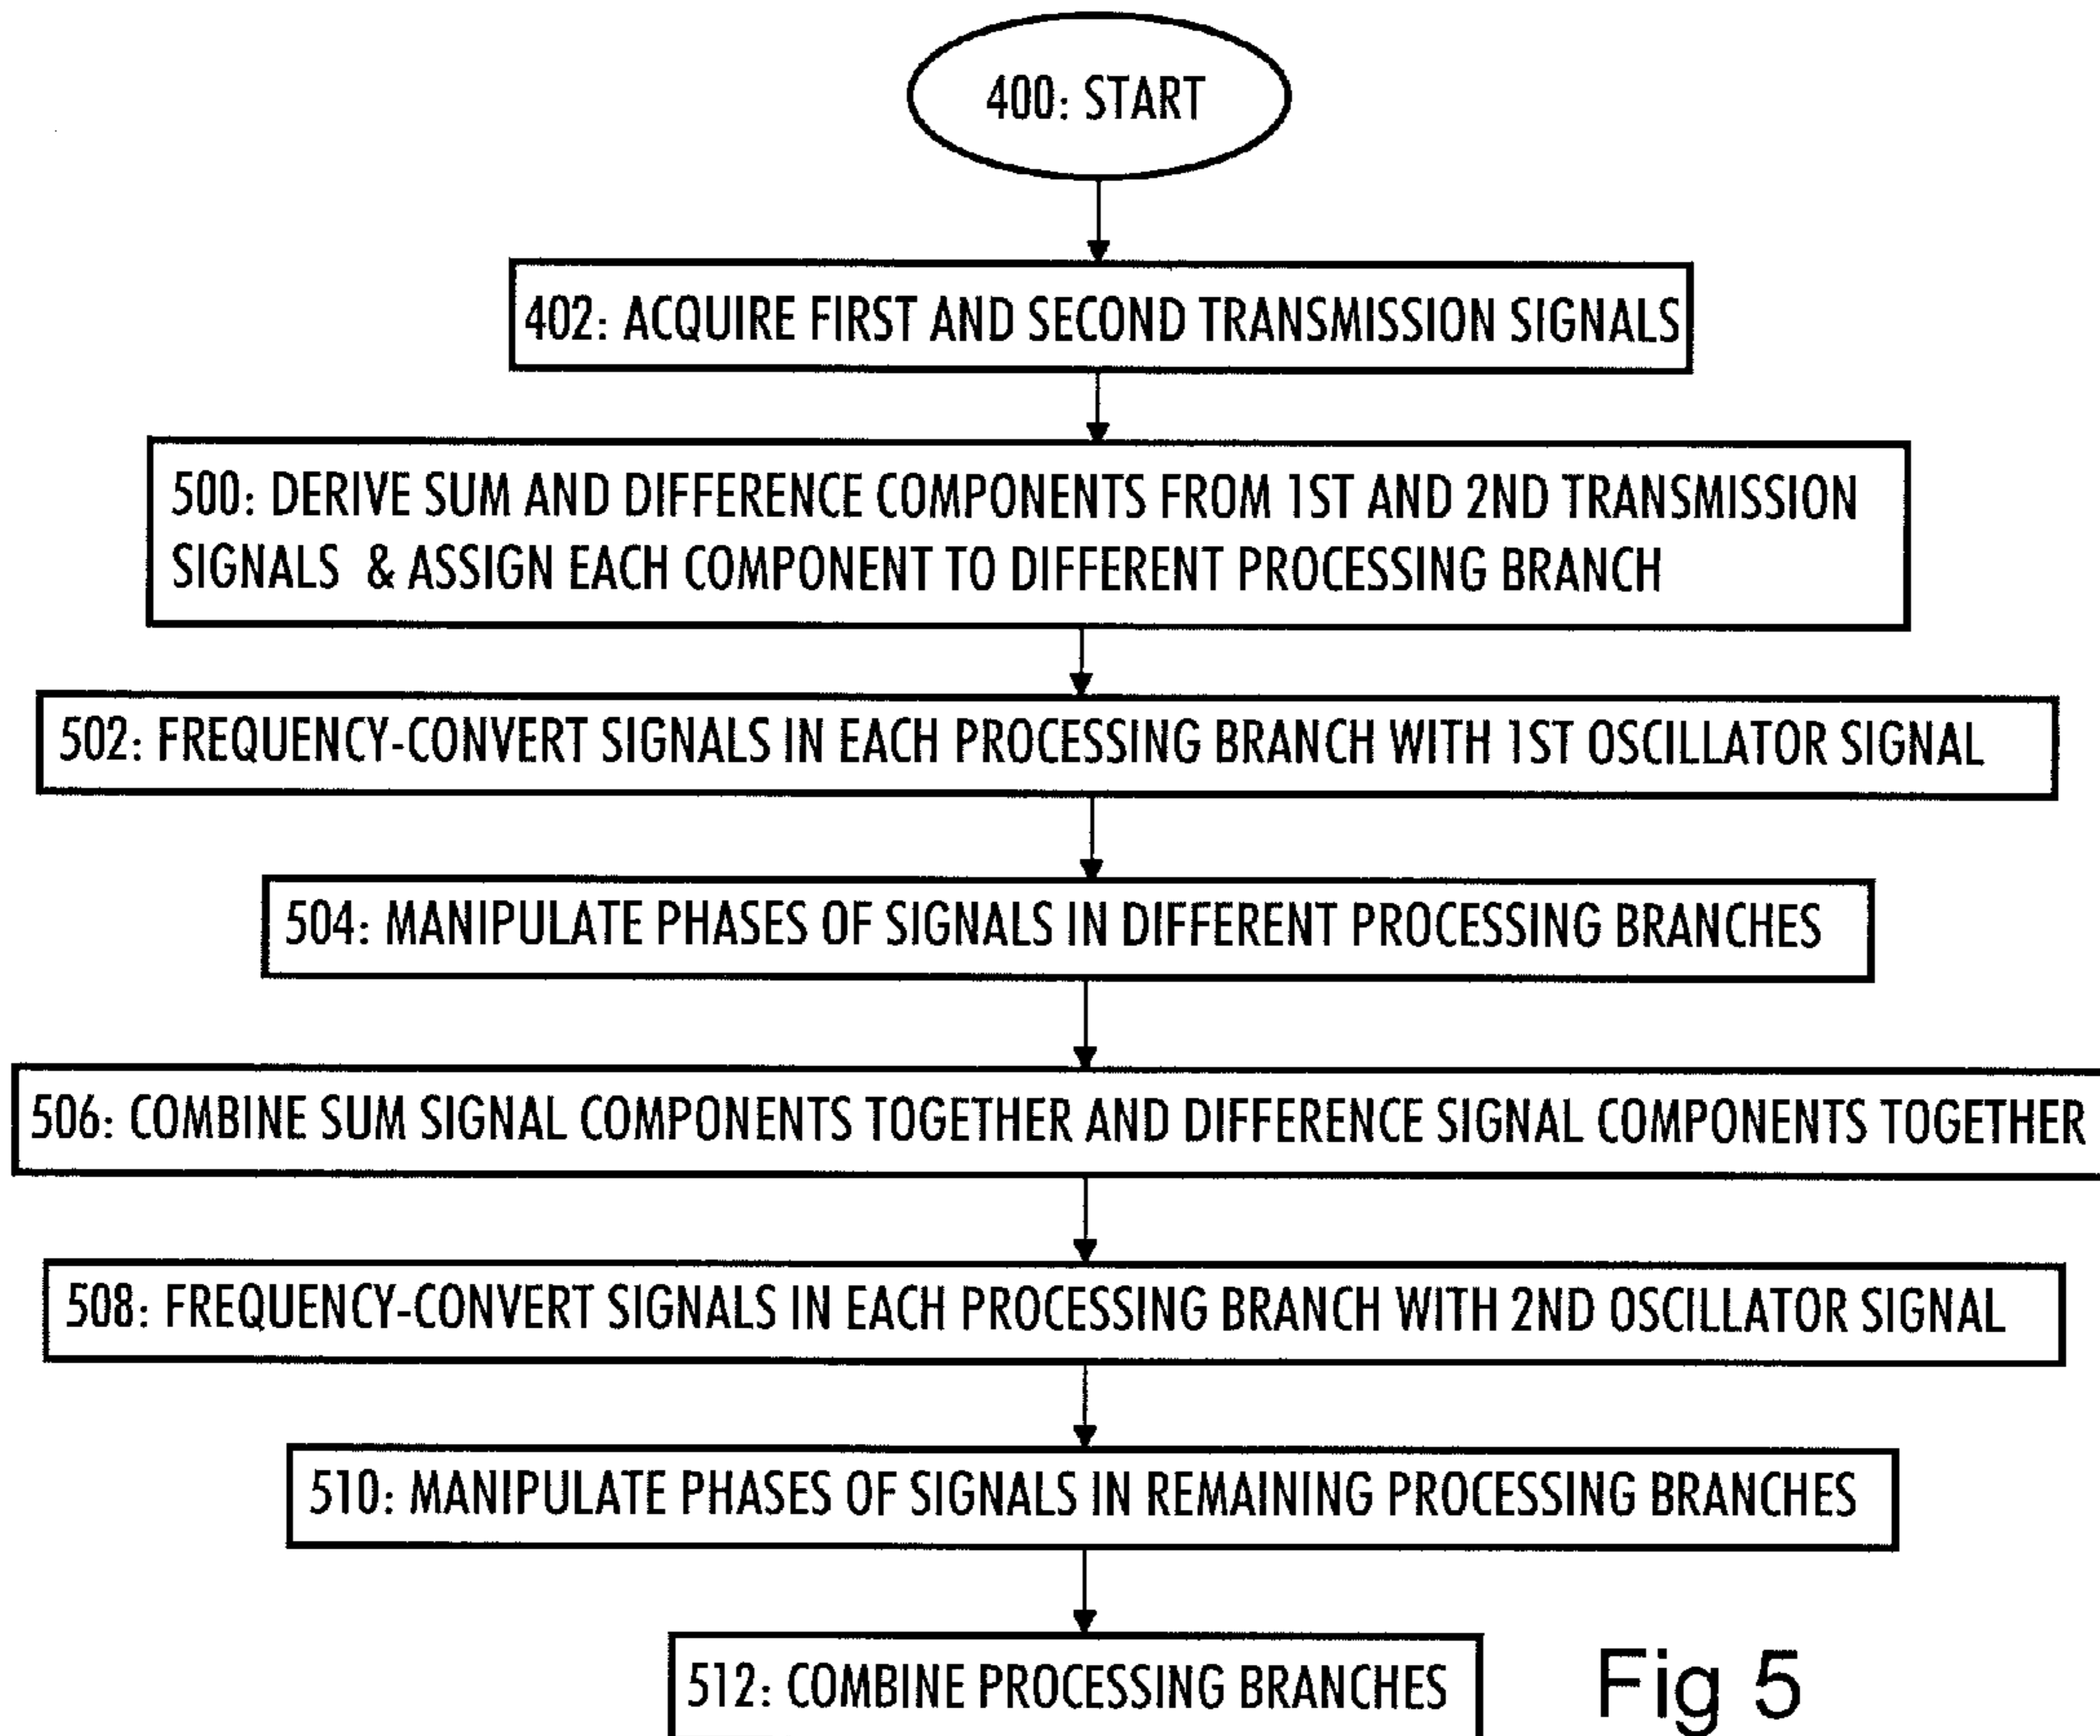 400: START
402: ACQUIRE FIRST AND SECOND TRANSMISSION SIGNALS
500: DERIVE SUM AND DIFFERENCE COMPONENTS FROM 1ST AND 2ND TRANSMISSION
SIGNALS & ASSIGN EACH COMPONENT TO DIFFERENT PROCESSING BRANCH
502: FREQUENCY-CONVERT SIGNALS IN EACH PROCESSING BRANCH WITH 1ST OSCILLATOR SIGNAL
504: MANIPULATE PHASES OF SIGNALS IN DIFFERENT PROCESSING BRANCHES
506: COMBINE SUM SIGNAL COMPONENTS TOGETHER AND DIFFERENCE SIGNAL COMPONENTS TOGETHER
508: FREQUENCY-CONVERT SIGNALS IN EACH PROCESSING BRANCH WITH 2ND OSCILLATOR SIGNAL
510: MANIPULATE PHASES OF SIGNALS IN REMAINING PROCESSING BRANCHES
512: COMBINE PROCESSING BRANCHES
Fig 5